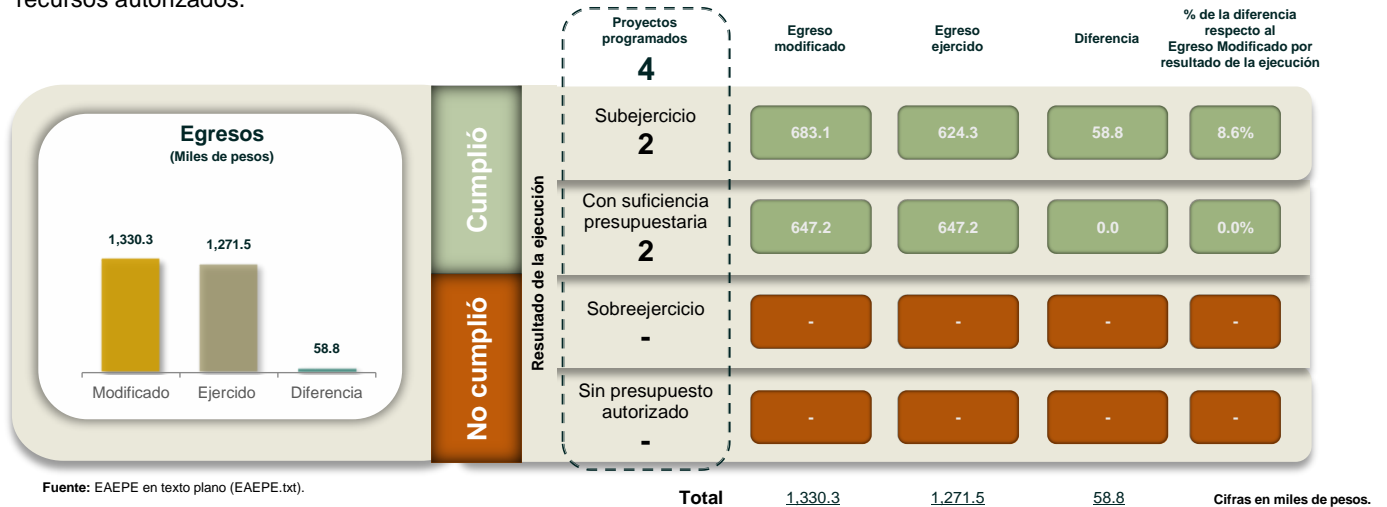 recursos autorizados.
Proyectos
programados
4
Egreso
modificado
Egreso
ejercido
Diferencia
% de la diferencia
respecto al
Egreso Modificado por
resultado de la ejecución
Egresos
(Miles de pesos)
1,330.3
1,271.5
58.8
Modificado
Ejercido
Diferencia
Cumplió
No cumplió
Resultado de la ejecución
Subejercicio
2
683.1
624.3
58.8
8.6%
Con suficiencia
presupuestaria
2
647.2
647.2
0.0
0.0%
Sobreejercicio
-
-
-
-
-
Sin presupuesto
autorizado
-
-
-
-
-
Fuente: EAEPE en texto plano (EAEPE.txt).
Total
1,330.3
1,271.5
58.8
Cifras en miles de pesos.